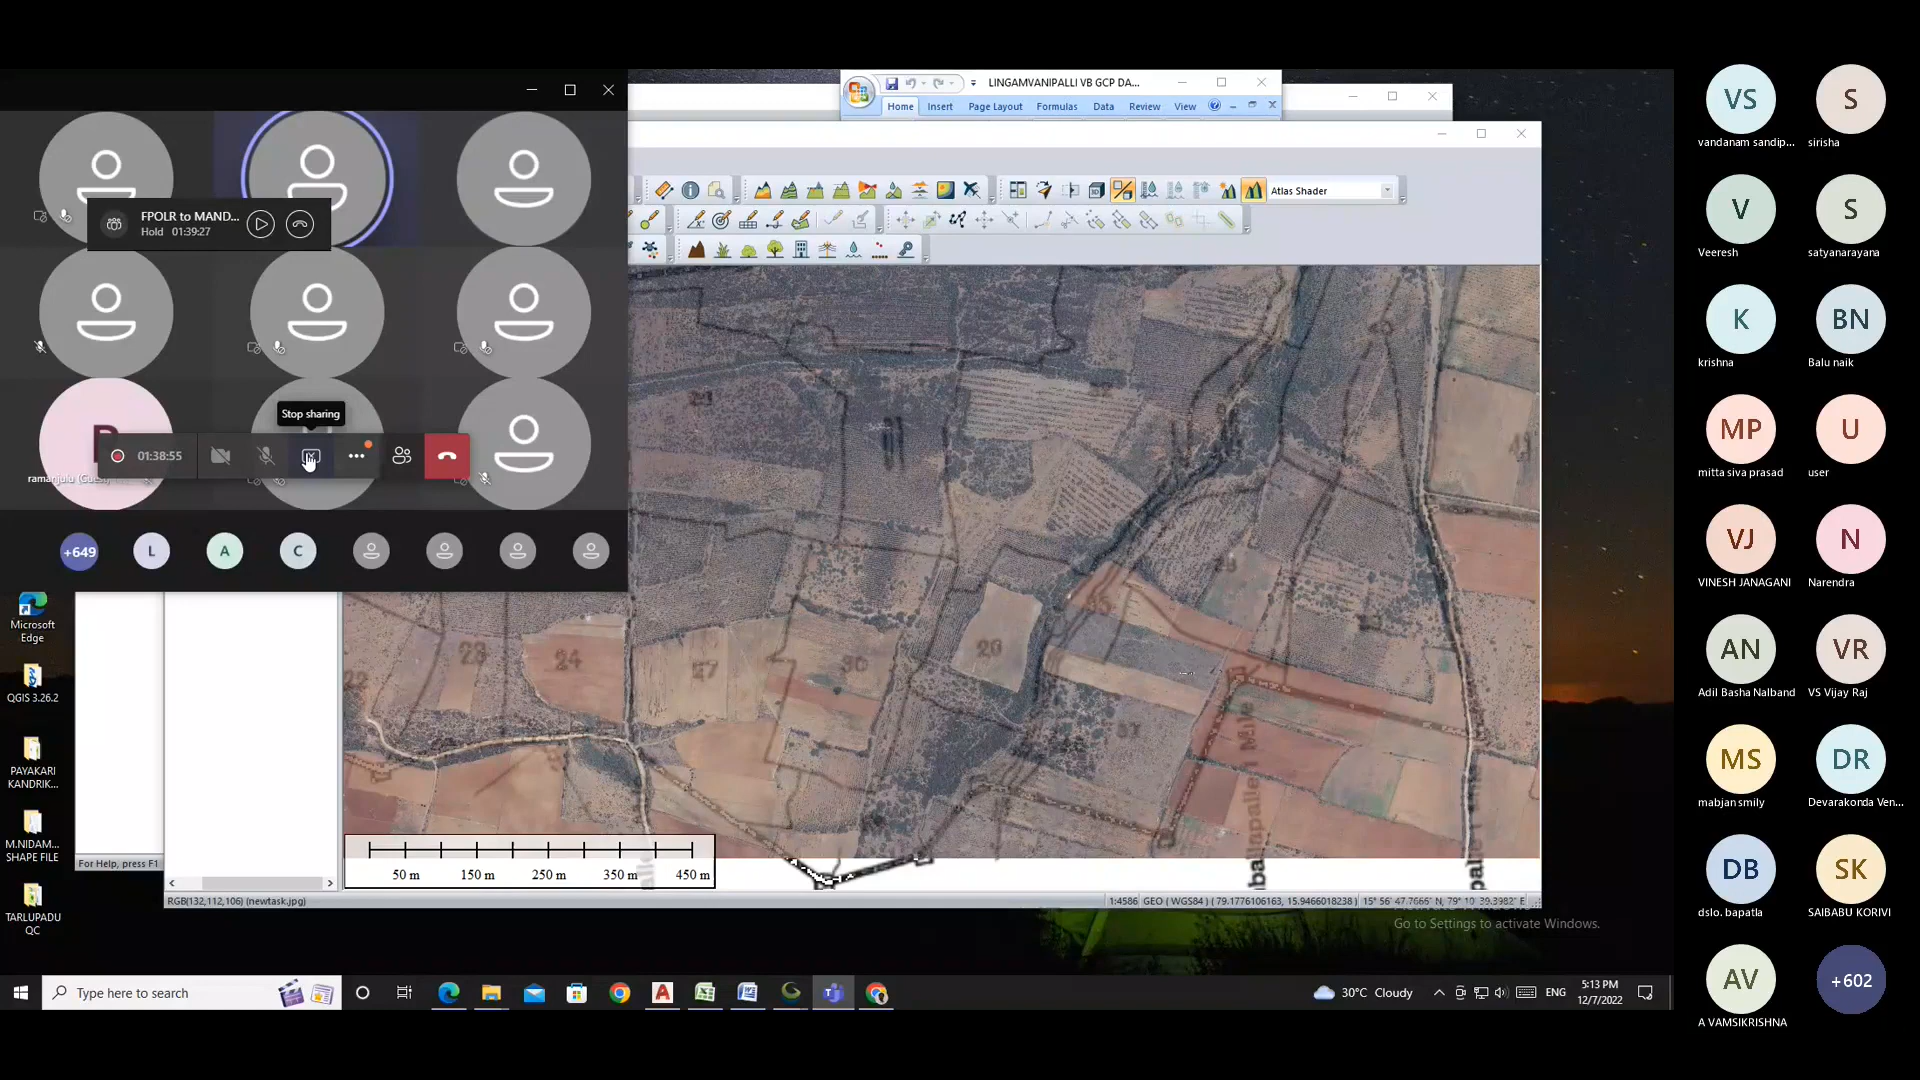 LINGAMVANIPALLI VB GCP DA...
Home Insert Page Layout Formulas Data Review View
Atlas Shader
FPOLR to MAND...
Hold 01:39:27
Stop sharing
01:38:55
+649
L
A
C
Microsoft
Edge
QGIS 3.26.2
PAYAKARI
KANDRIK...
M.NIDAM...
SHAPE FILE
TARLUPADU
QC
For Help, press F1
23
24
30
20
50 m 150 m 250 m 350 m 450 m
RGB(132,112,106) (newtask.jpg)
1:4586 GEO ( WGS84 ) ( 79.1776106163, 15.9466018238 ) 15° 56' 47.7666" N, 79° 10' 39.3982" E
Go to Settings to activate Windows.
Type here to search
30°C Cloudy
ENG
5:13 PM
12/7/2022
VS
vandanam sandip...
S
sirisha
V
Veeresh
S
satyanarayana
K
krishna
BN
Balu naik
MP
mitta siva prasad
U
user
VJ
VINESH JANAGANI
N
Narendra
AN
Adil Basha Nalband
VR
VS Vijay Raj
MS
mabjan smily
DR
Devarakonda Ven...
DB
dslo. bapatla
SK
SAIBABU KORIVI
AV
A VAMSIKRISHNA
+602